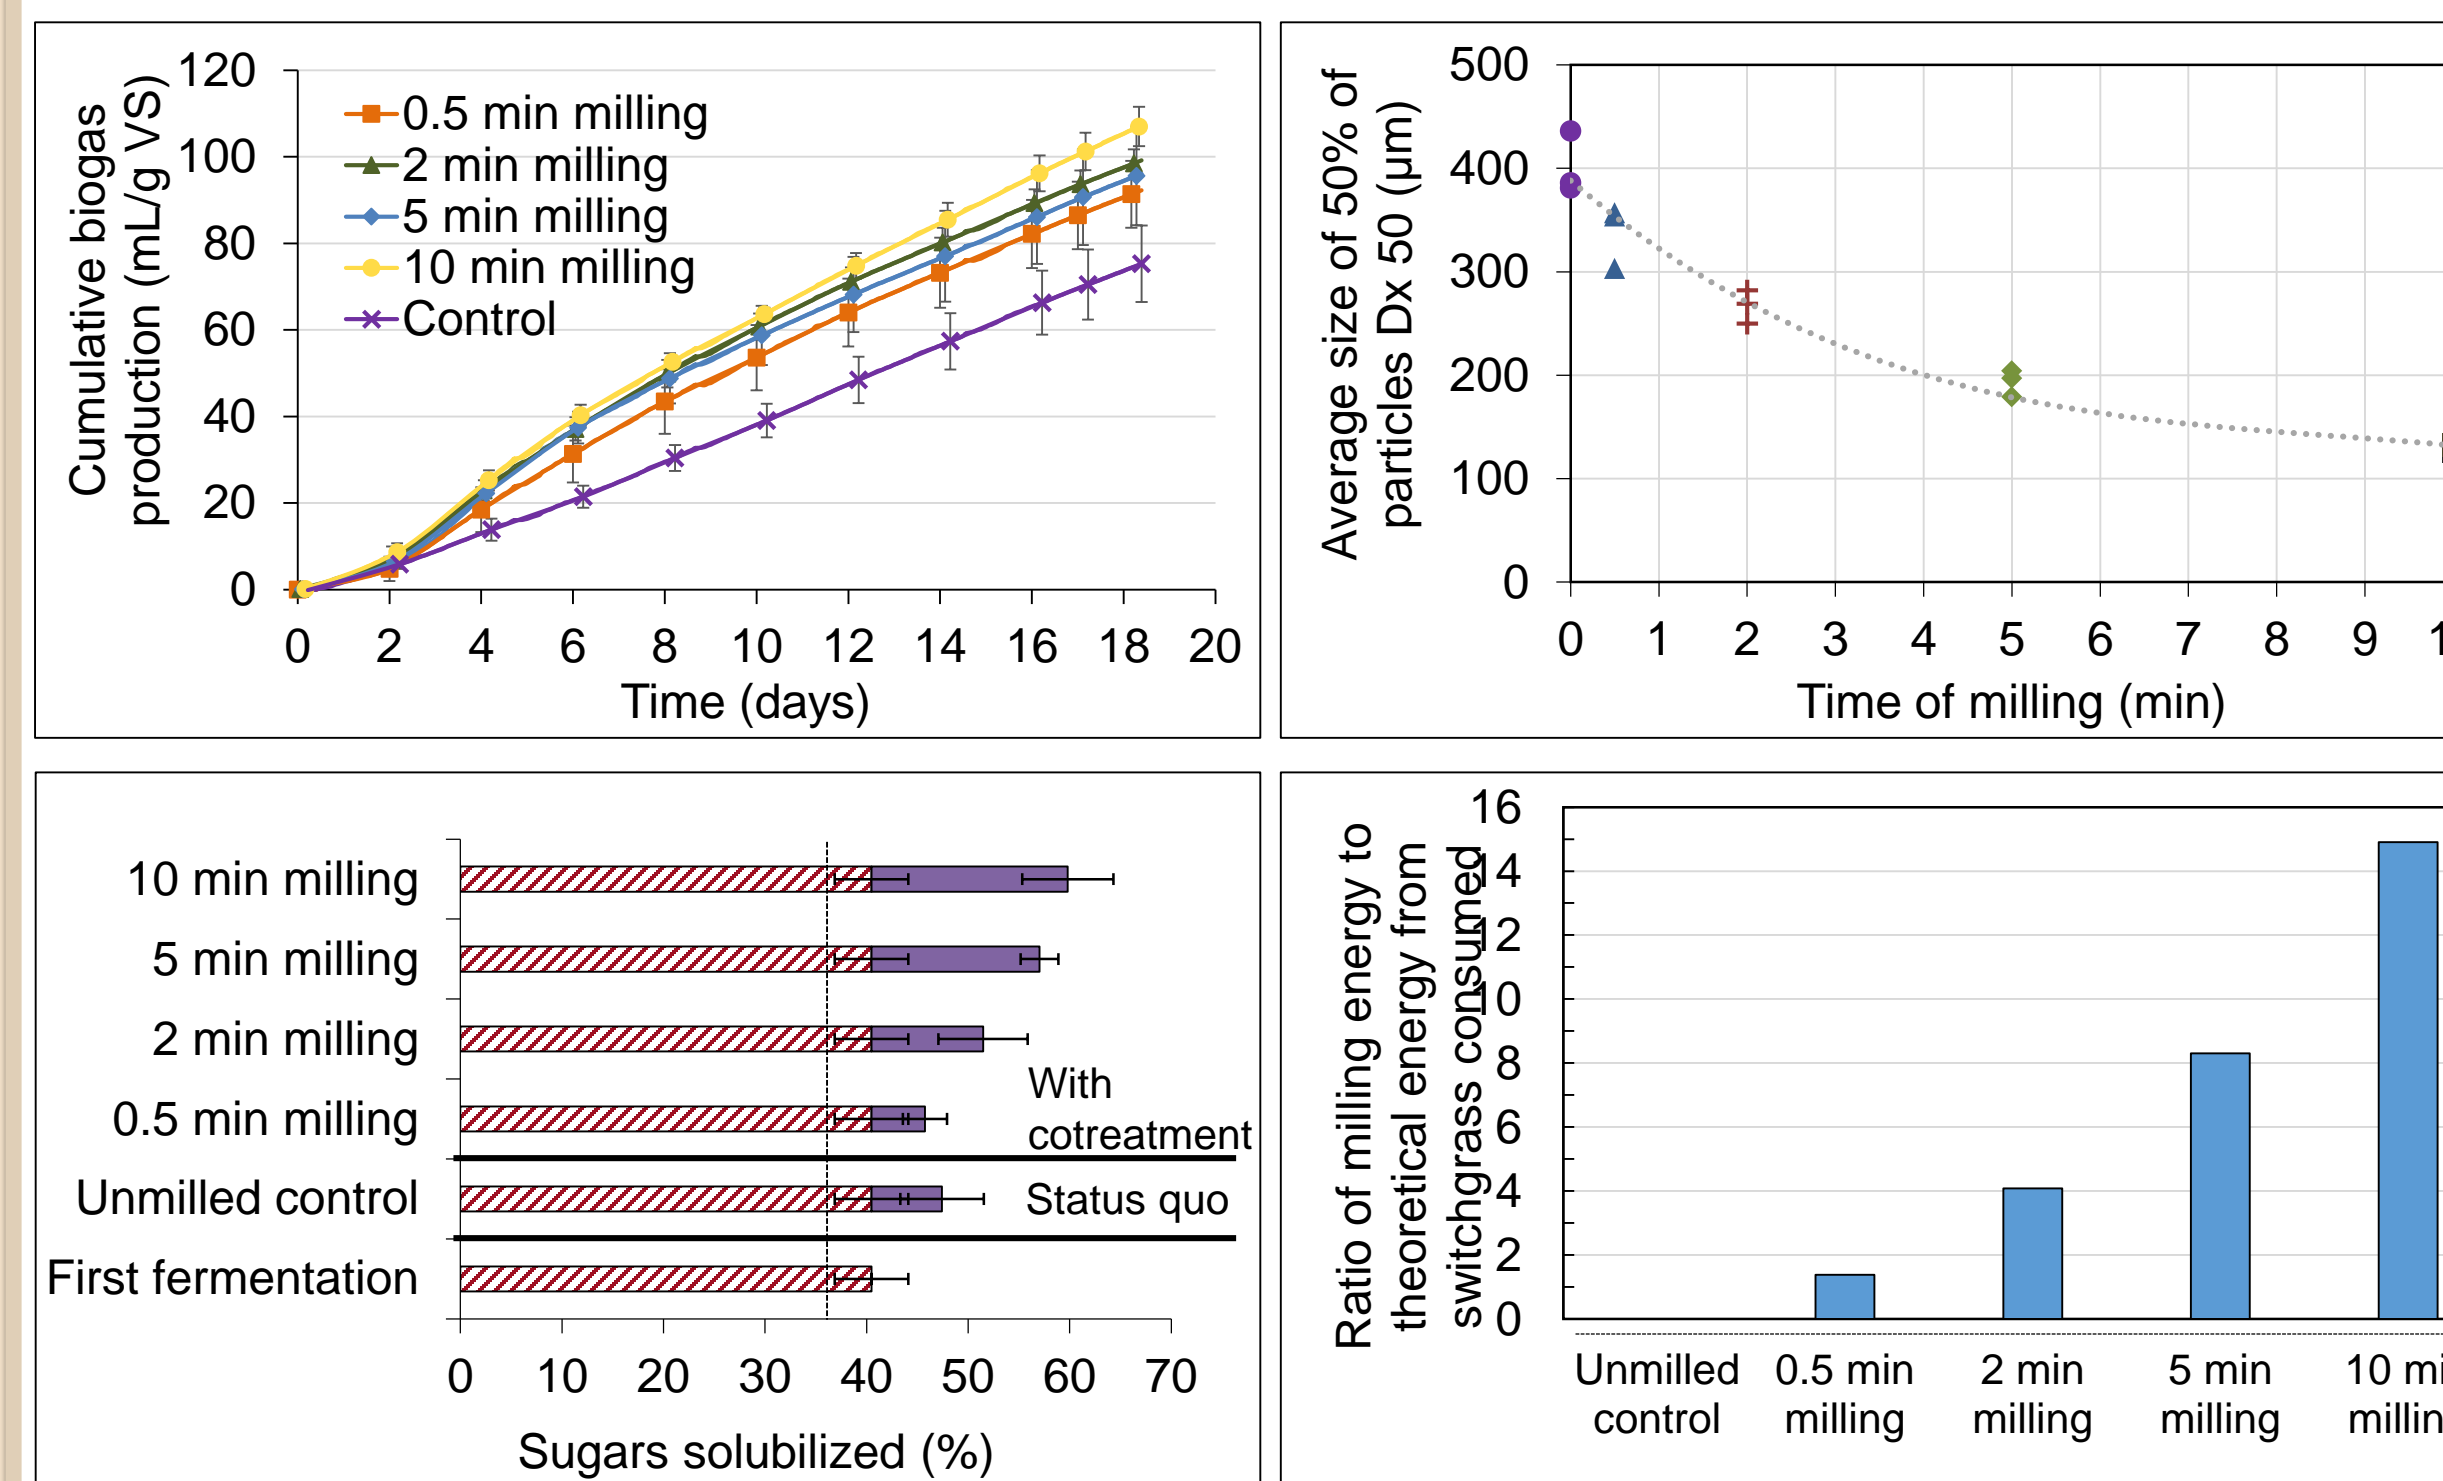 Cumulative biogas
production (mL/g VS)
120
100
80
60
40
20
0
0.5 min milling
2 min milling
5 min milling
10 min milling
Control
0 2 4 6 8 10 12 14 16 18 20
Time (days)
Average size of 50% of
particles Dx 50 (μm)
500
400
300
200
100
0
0 1 2 3 4 5 6 7 8 9 1
Time of milling (min)
10 min milling
5 min milling
2 min milling
0.5 min milling
Unmilled control
First fermentation
With
cotreatment
Status quo
0 10 20 30 40 50 60 70
Sugars solubilized (%)
Ratio of milling energy to
theoretical energy from
switchgrass consumed
16
14
12
10
8
6
4
2
0
Unmilled
control
0.5 min
milling
2 min
milling
5 min
milling
10 mi
millin